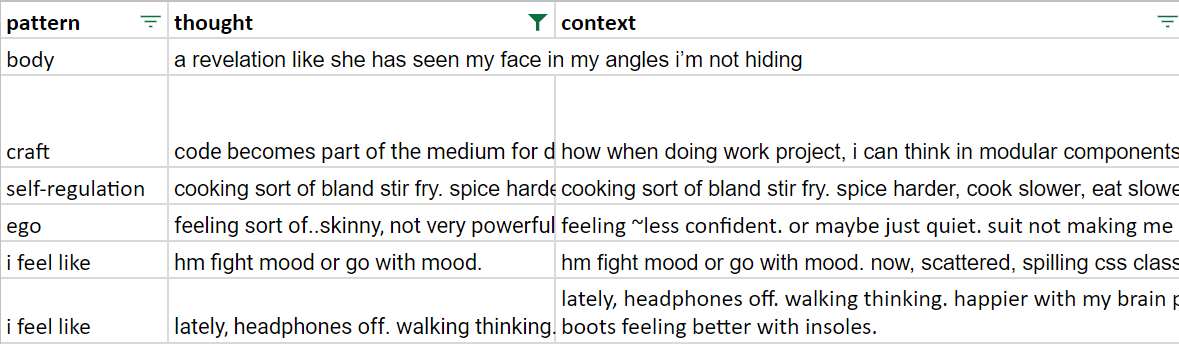 pattern thought context
body a revelation like she has seen my face in my angles i’m not hiding
craft code becomes part of the medium for d how when doing work project, i can think in modular components
self-regulation cooking sort of bland stir fry. spice harde cooking sort of bland stir fry. spice harder, cook slower, eat slowe
ego feeling sort of..skinny, not very powerful feeling ~less confident. or maybe just quiet. suit not making me
i feel like hm fight mood or go with mood. hm fight mood or go with mood. now, scattered, spilling css class
lately, headphones off. walking thinking. happier with my brain p
i feel like lately, headphones off. walking thinking. boots feeling better with insoles.